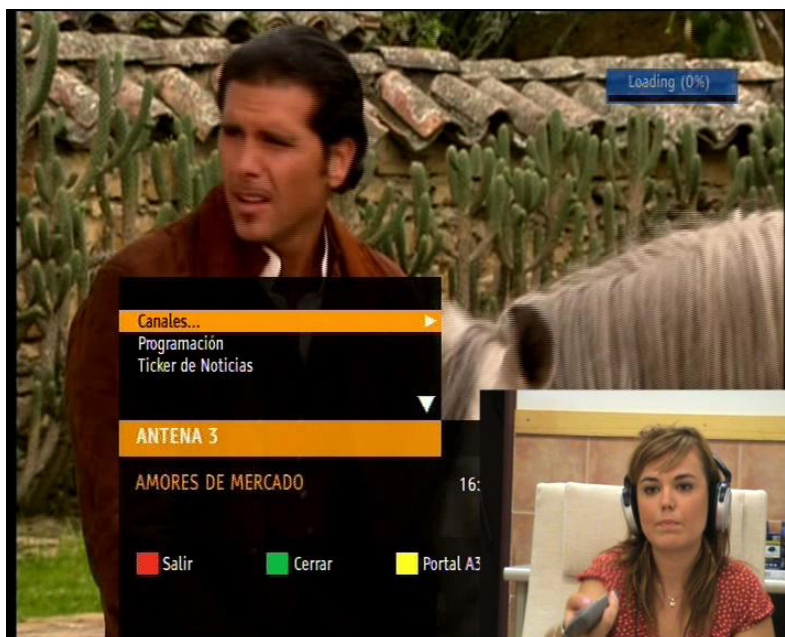 Loading (0%)
Canales...
Programación
Ticker de Noticias
ANTENA 3
AMORES DE MERCADO 16:
Salir Cerrar Portal A3